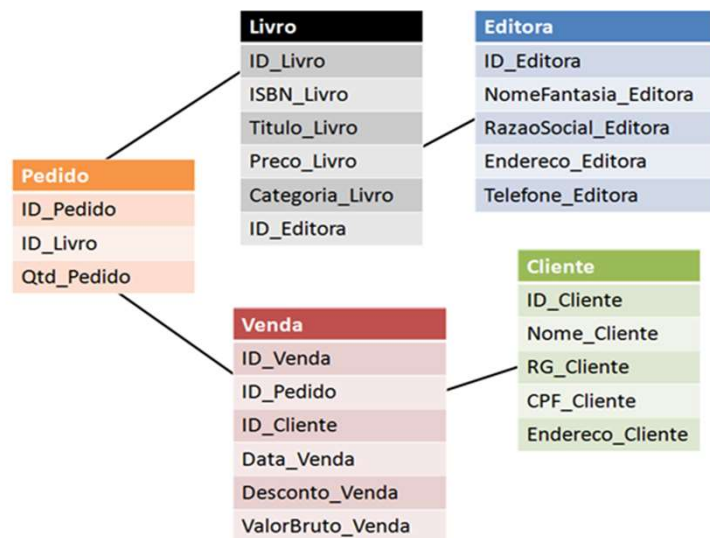 Livro
ID_Livro
ISBN_Livro
Titulo_Livro
Preco_Livro
Categoria_Livro
ID_Editora
Editora
ID_Editora
NomeFantasia_Editora
RazaoSocial_Editora
Endereco_Editora
Telefone_Editora
Pedido
ID_Pedido
ID_Livro
Qtd_Pedido
Venda
ID_Venda
ID_Pedido
ID_Cliente
Data_Venda
Desconto_Venda
ValorBruto_Venda
Cliente
ID_Cliente
Nome_Cliente
RG_Cliente
CPF_Cliente
Endereco_Cliente